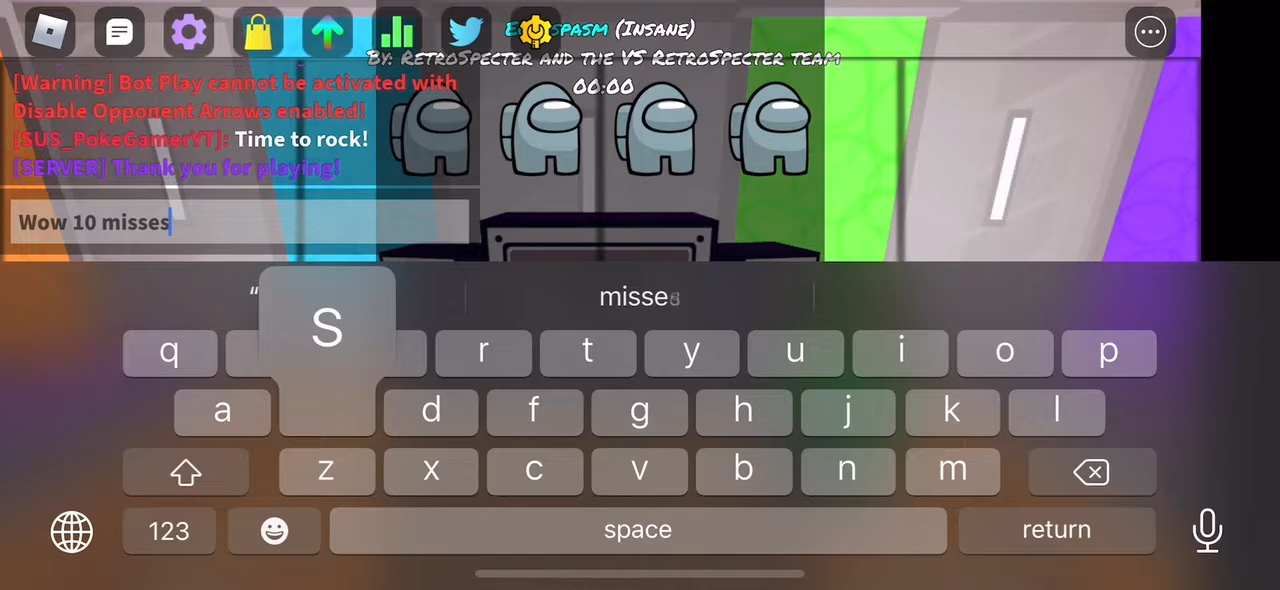 (Insane)
By: RetroSpecter and the VS RetroSpecter team
00:00
[Warning] Bot Play cannot be activated with
Disable Opponent Arrows enabled!
[SUS_PokeGamerYT]: Time to rock!
[SERVER] Thank you for playing!
Wow 10 misses
“
misses
S
q r t y u i o p
a d f g h j k l
z x c v b n m
123 space return